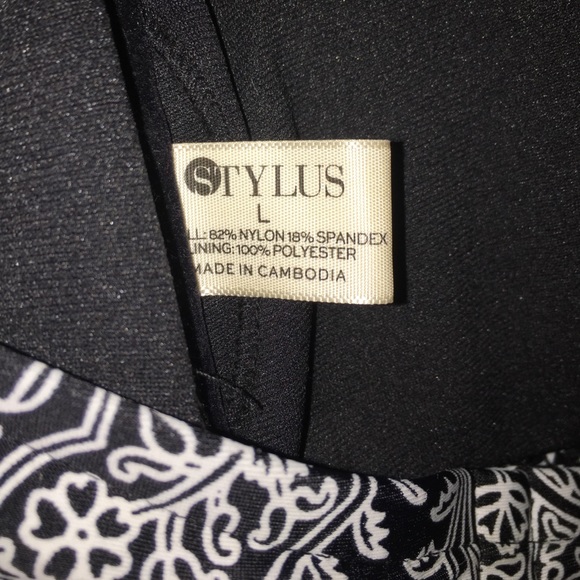 STYLUS
L
LL: 82% NYLON 18% SPANDEX
LINING: 100% POLYESTER
MADE IN CAMBODIA